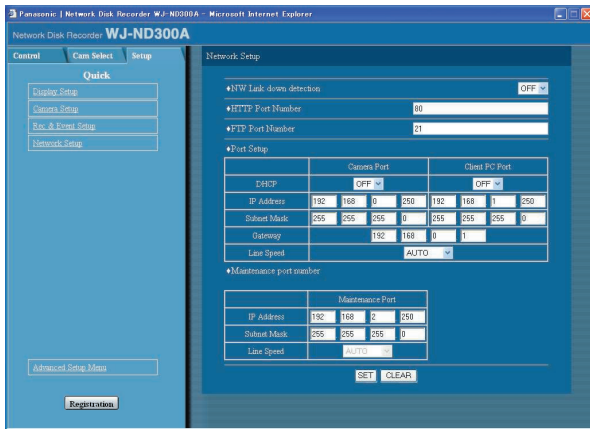 Panasonic | Network Disk Recorder WJ-ND300A - Microsoft Internet Explorer
Network Disk Recorder WJ-ND300A
Control Cam Select Setup
Quick
Display Setup
Camera Setup
Rec & Event Setup
Network Setup
Advanced Setup Menu
Registration
Network Setup
♦NW Link down detection OFF
♦HTTP Port Number 80
♦FTP Port Number 21
♦Port Setup
Camera Port Client PC Port
DHCP OFF OFF
IP Address 192 168 0 250 192 168 1 250
Subnet Mask 255 255 255 0 255 255 255 0
Gateway 192 168 0 1
Line Speed AUTO
♦Maintenance port number
Maintenance Port
IP Address 192 168 2 250
Subnet Mask 255 255 255 0
Line Speed AUTO
SET CLEAR